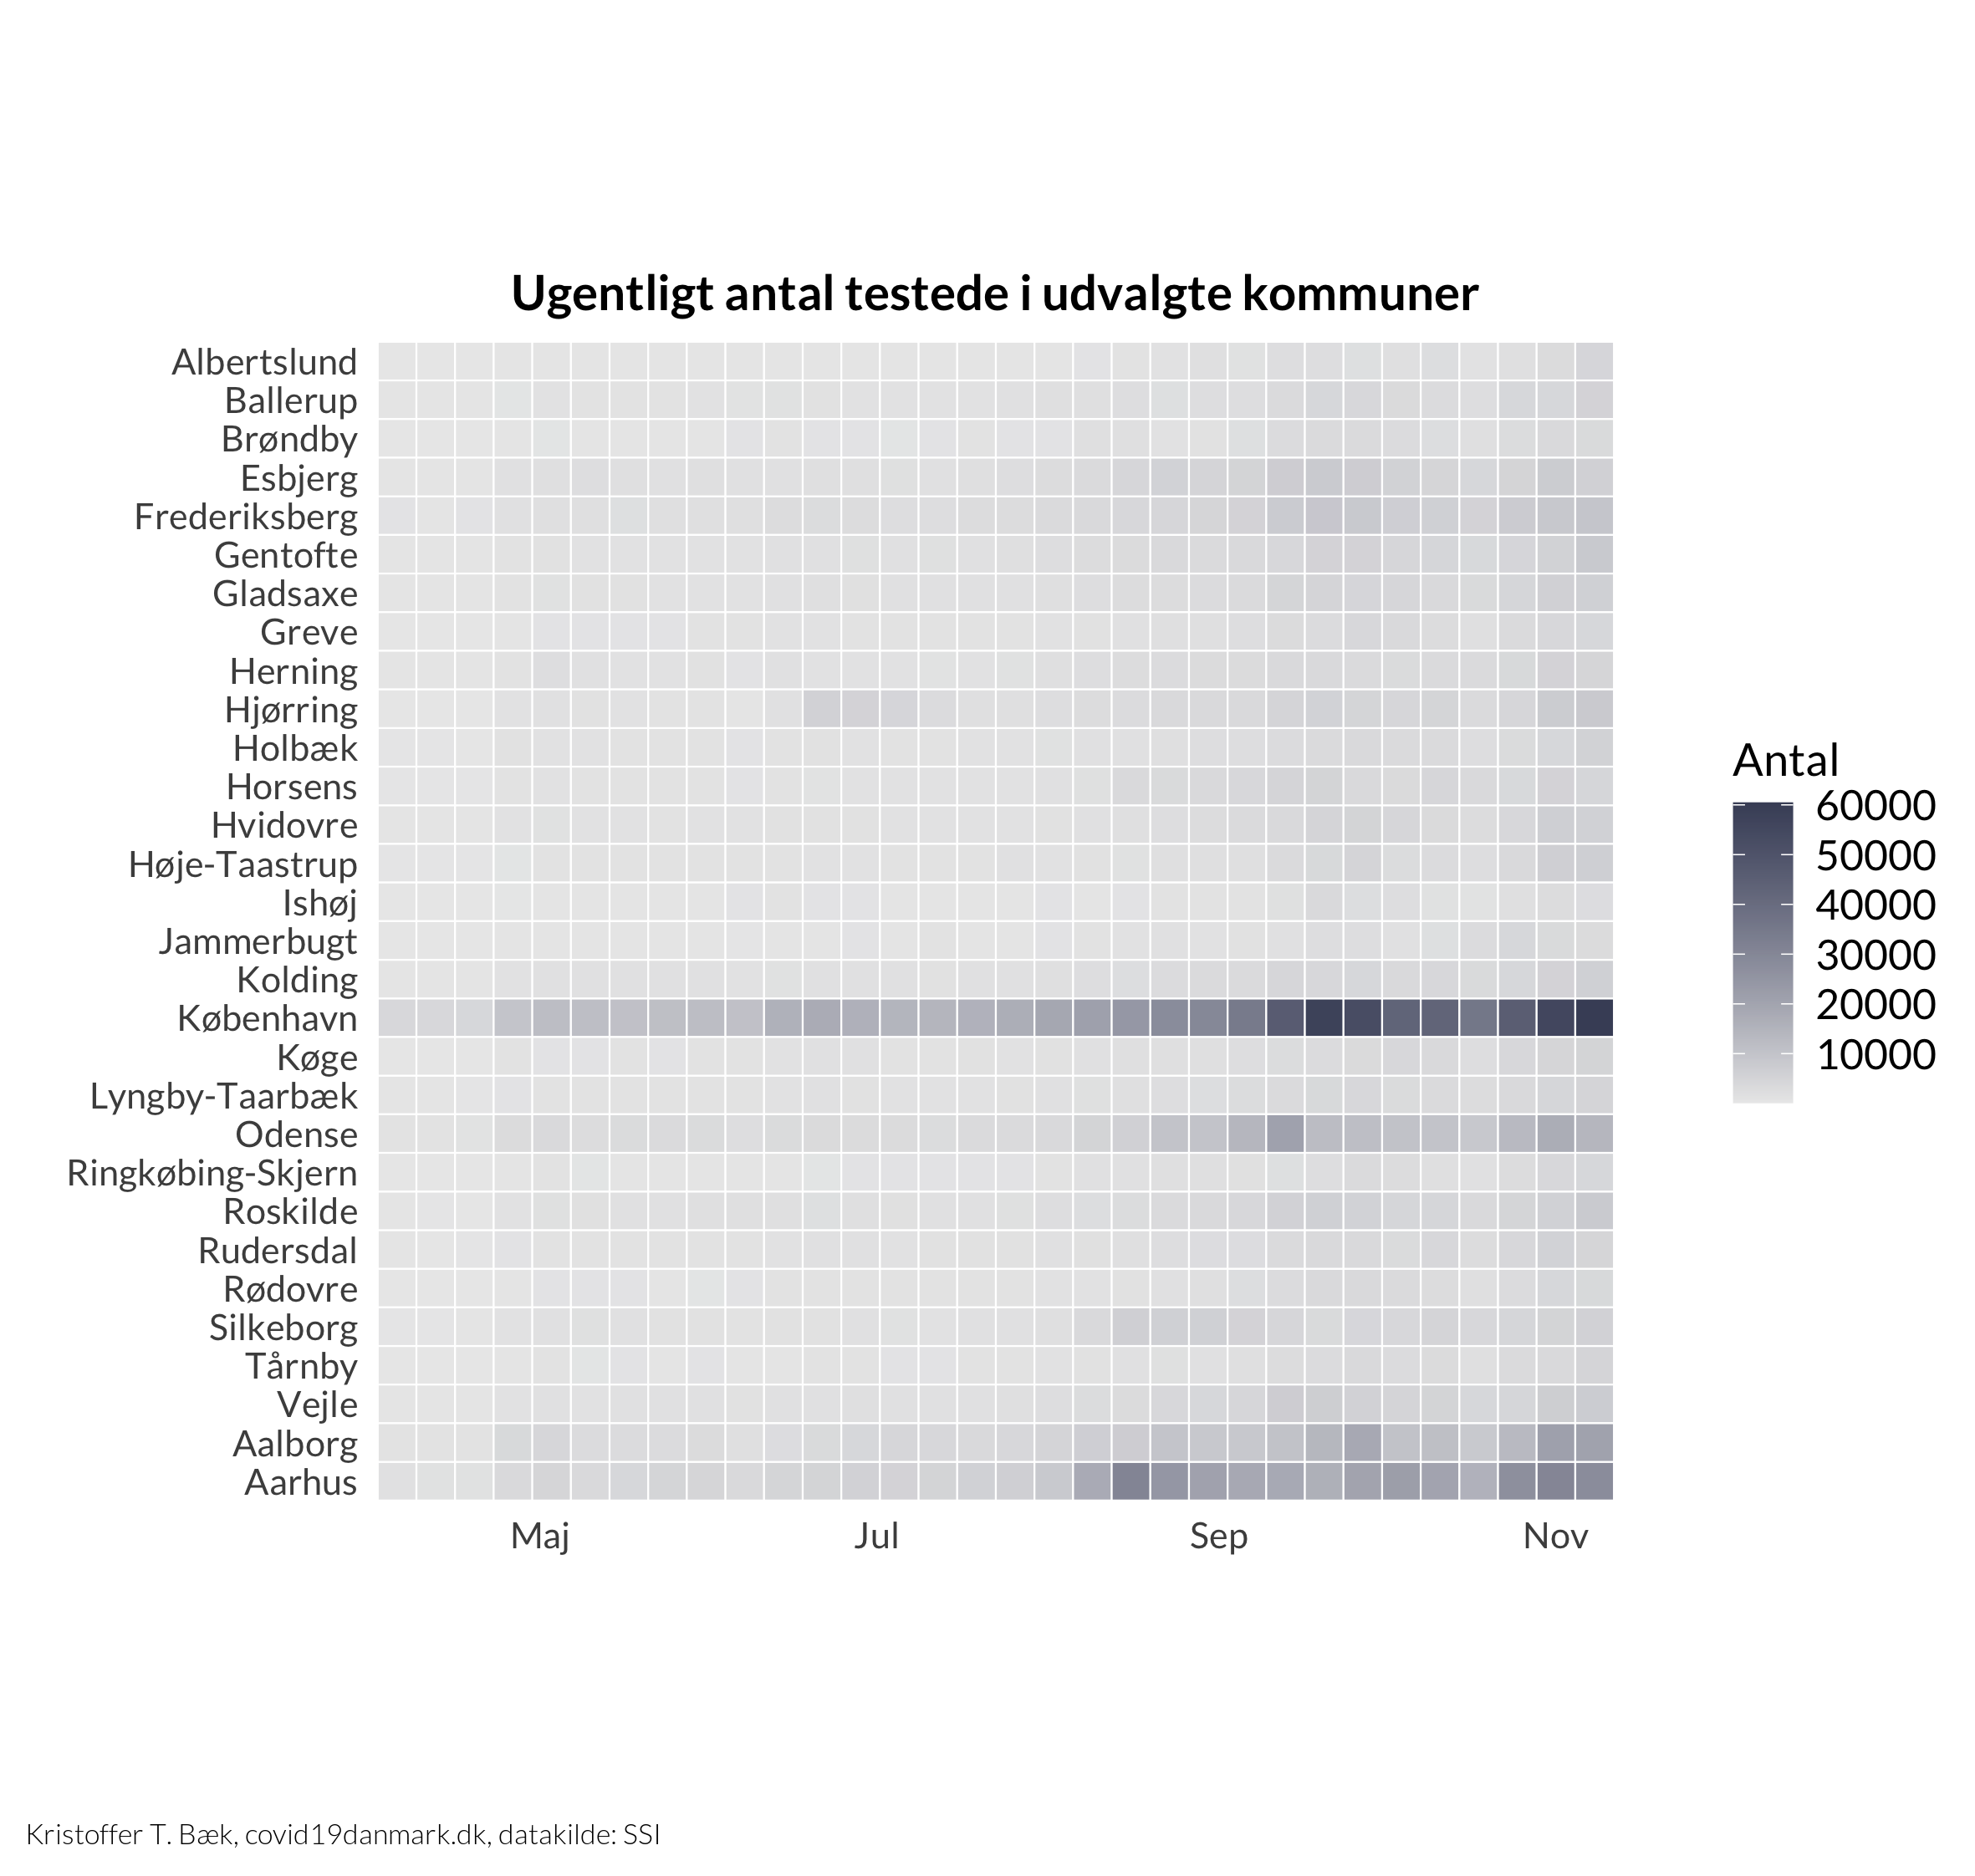 Ugentligt antal testede i udvalgte kommuner
Albertslund
Ballerup
Brøndby
Esbjerg
Frederiksberg
Gentofte
Gladsaxe
Greve
Herning
Hjørring
Holbæk
Horsens
Hvidovre
Høje-Taastrup
Ishøj
Jammerbugt
Kolding
København
Køge
Lyngby-Taarbæk
Odense
Ringkøbing-Skjern
Roskilde
Rudersdal
Rødovre
Silkeborg
Tårnby
Vejle
Aalborg
Aarhus
Maj Jul Sep Nov
Antal
60000
50000
40000
30000
20000
10000
Kristoffer T. Bæk, covid19danmark.dk, datakilde: SSI